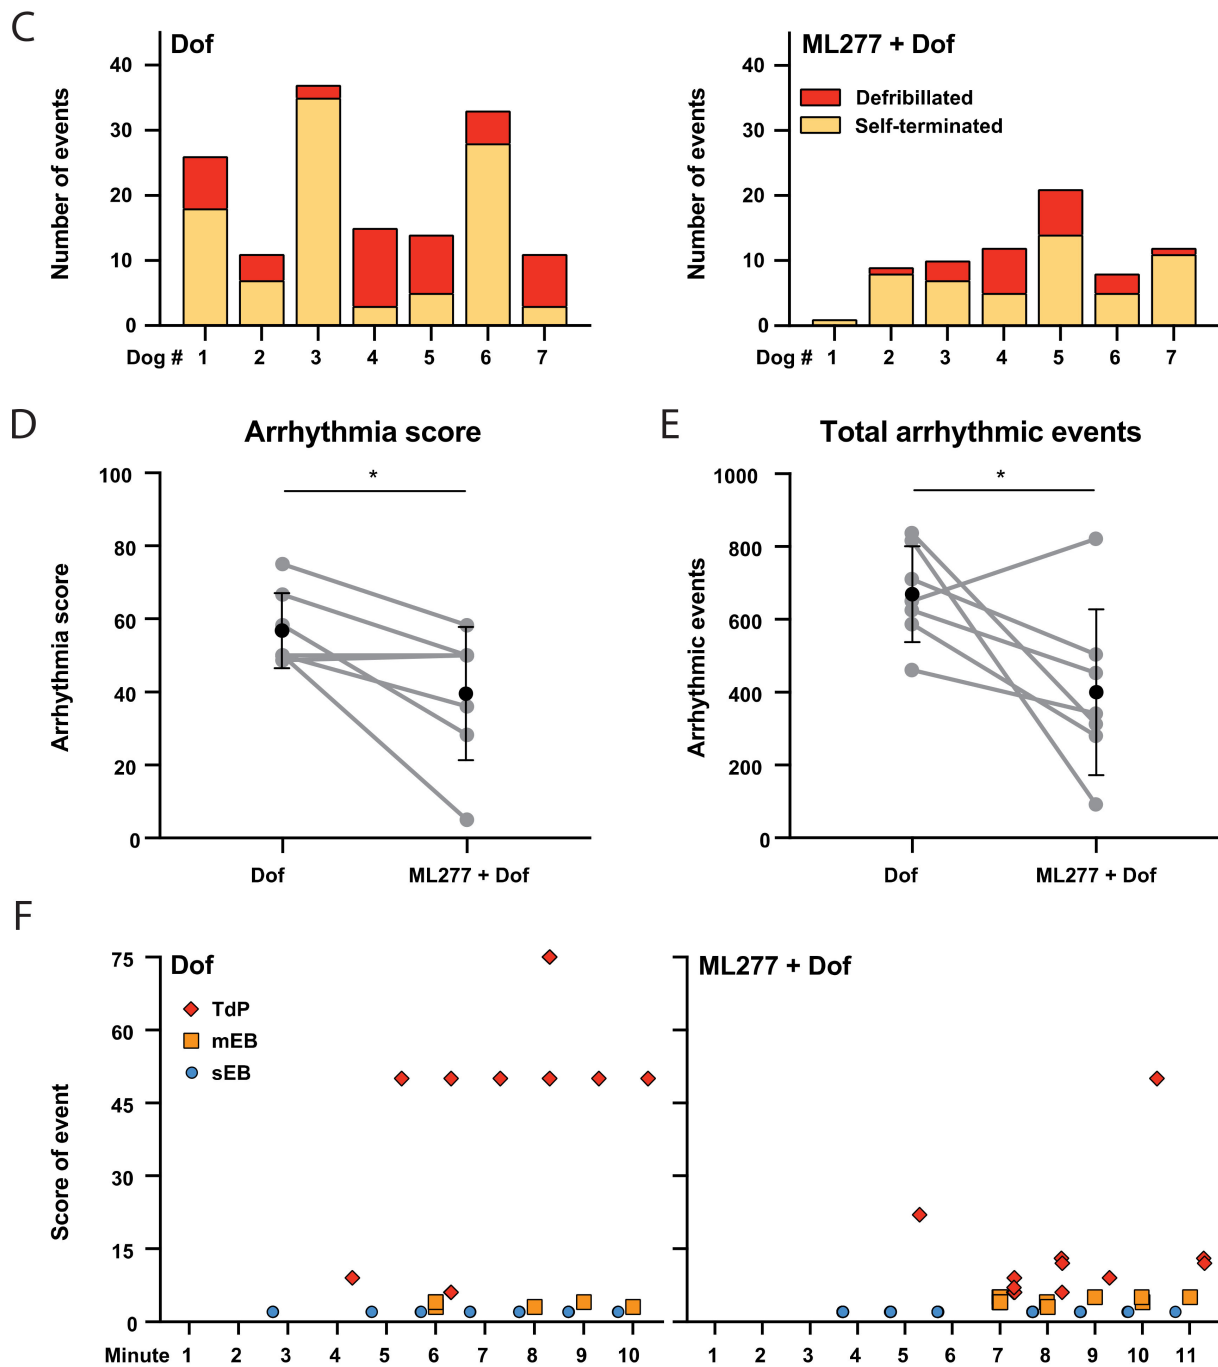 C
Dof
ML277 + Dof
Number of events
40
30
20
10
0
Dog # 1 2 3 4 5 6 7
Number of events
40
30
20
10
0
Defribillated
Self-terminated
Dog # 1 2 3 4 5 6 7
D
Arrhythmia score
Arrhythmia score
100
80
60
40
20
0
*
Dof
ML277 + Dof
E
Total arrhythmic events
Arrhythmic events
1000
800
600
400
200
0
*
Dof
ML277 + Dof
F
Score of event
75
60
45
30
15
0
Dof
TdP
mEB
sEB
Minute 1 2 3 4 5 6 7 8 9 10
ML277 + Dof
1 2 3 4 5 6 7 8 9 10 11